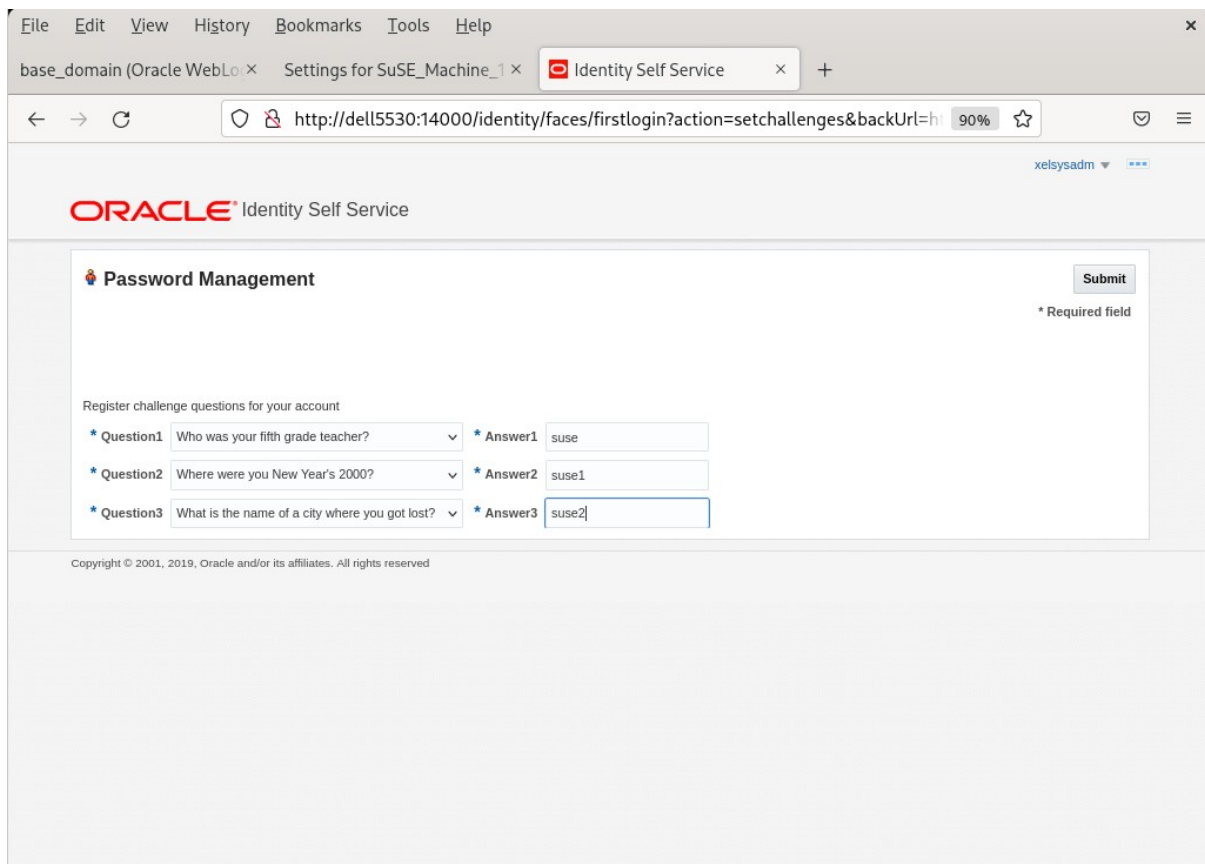 File Edit View History Bookmarks Tools Help
base_domain (Oracle WebLo Settings for SuSE_Machine_1 Identity Self Service
http://dell5530:14000/identity/faces/firstlogin?action=setchallenges&backUrl=h 90%
xelsysadm
ORACLE Identity Self Service
Password Management Submit
* Required field
Register challenge questions for your account
* Question1 Who was your fifth grade teacher? * Answer1 suse
* Question2 Where were you New Year's 2000? * Answer2 suse1
* Question3 What is the name of a city where you got lost? * Answer3 suse2
Copyright © 2001, 2019, Oracle and/or its affiliates. All rights reserved